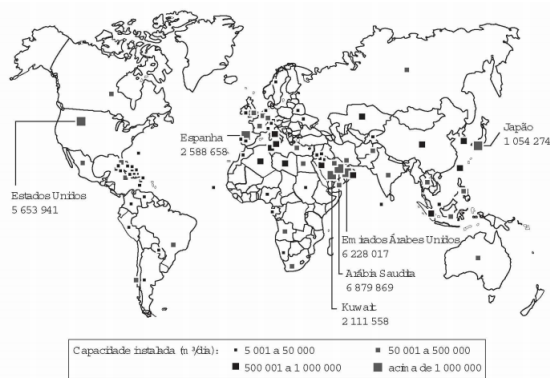 Espanha
2 588 658
Japão
1 054 274
Estados Unidos
5 653 941
Emirados Árabes Unidos
6 228 017
Arábia Saudita
6 879 869
Kuwait
2 111 558
Capacidade instalada (m³/dia):
5 001 a 50 000
50 001 a 500 000
500 001 a 1 000 000
acima de 1 000 000